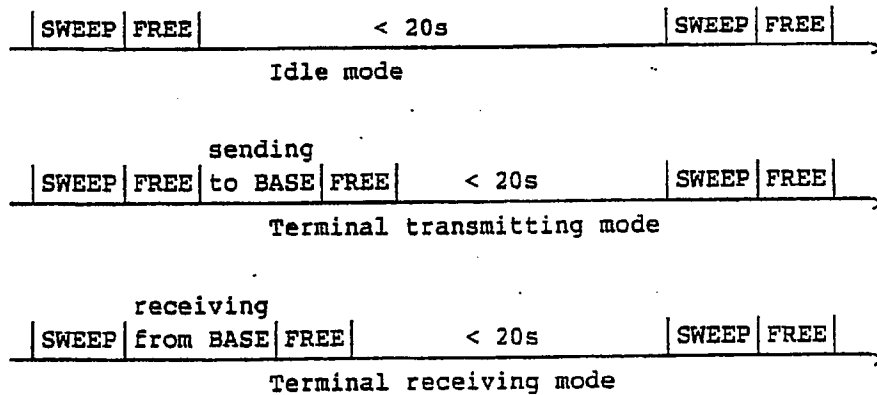 SWEEP FREE < 20s SWEEP FREE
Idle mode
sending
SWEEP FREE to BASE FREE < 20s SWEEP FREE
Terminal transmitting mode
receiving
SWEEP from BASE FREE < 20s SWEEP FREE
Terminal receiving mode